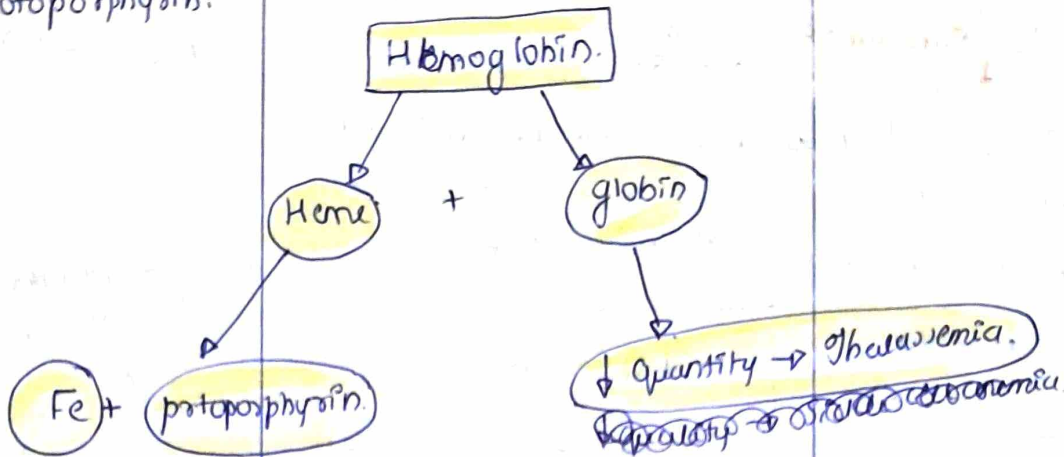 Hemoglobin.
Heme + globin
↓ quantity → Thalassemia.
Fe + protoporphyrin.